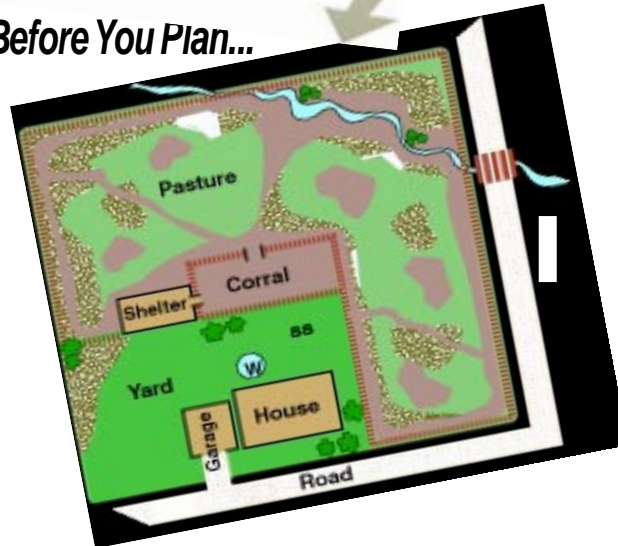 Before You Plan...
Pasture
Corral
Shelter
ss
W
Yard
House
Garage
Road